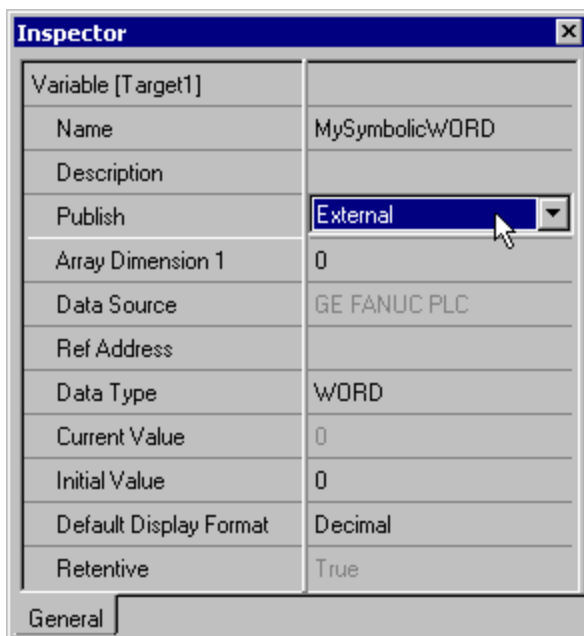 Inspector
Variable [Target1]
Name MySymbolicWORD
Description
Publish External
Array Dimension 1 0
Data Source GE FANUC PLC
Ref Address
Data Type WORD
Current Value 0
Initial Value 0
Default Display Format Decimal
Retentive True
General